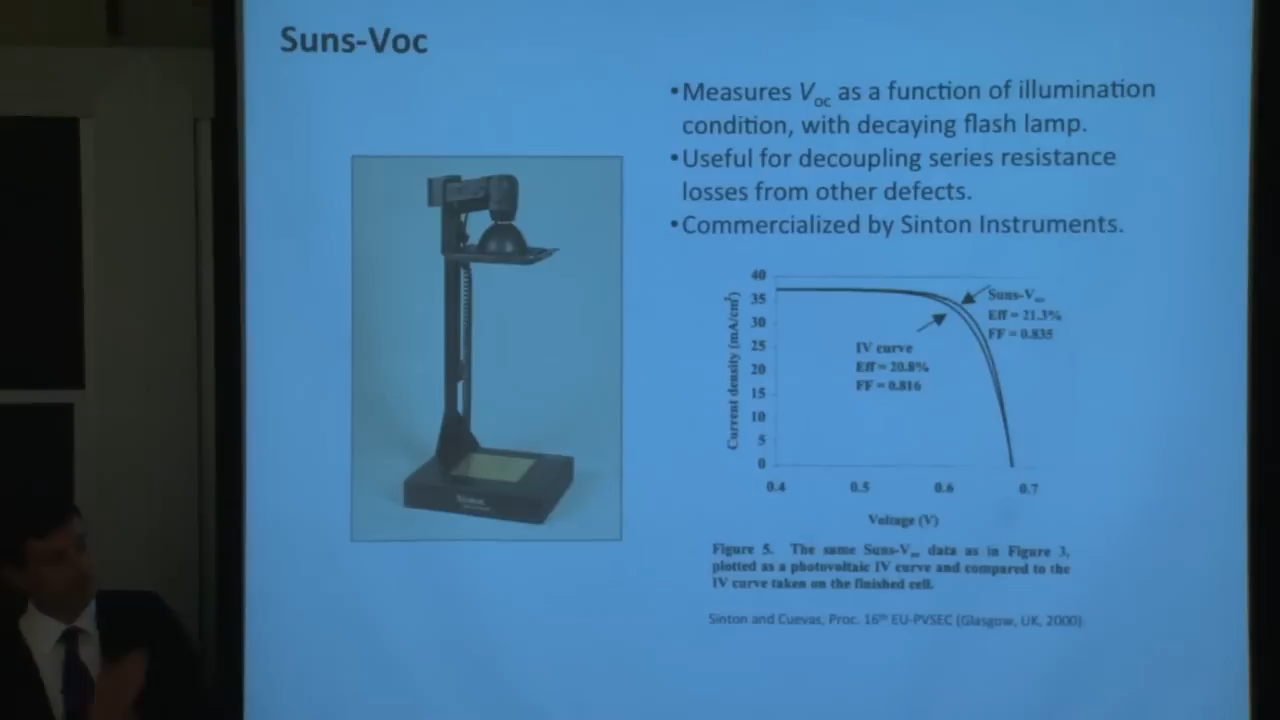 Suns-Voc
•Measures Voc as a function of illumination
condition, with decaying flash lamp.
•Useful for decoupling series resistance
losses from other defects.
•Commercialized by Sinton Instruments.
40
35
30
25
20
15
10
5
0
Current density (mA/cm²)
Suns-Voc
Eff = 21.3%
FF = 0.835
IV curve
Eff = 20.8%
FF = 0.816
0.4 0.5 0.6 0.7
Voltage (V)
Figure 5. The same Suns-Voc data as in Figure 3,
plotted as a photovoltaic IV curve and compared to the
IV curve taken on the finished cell.
Sinton and Cuevas, Proc. 16th EU-PVSEC (Glasgow, UK, 2000)